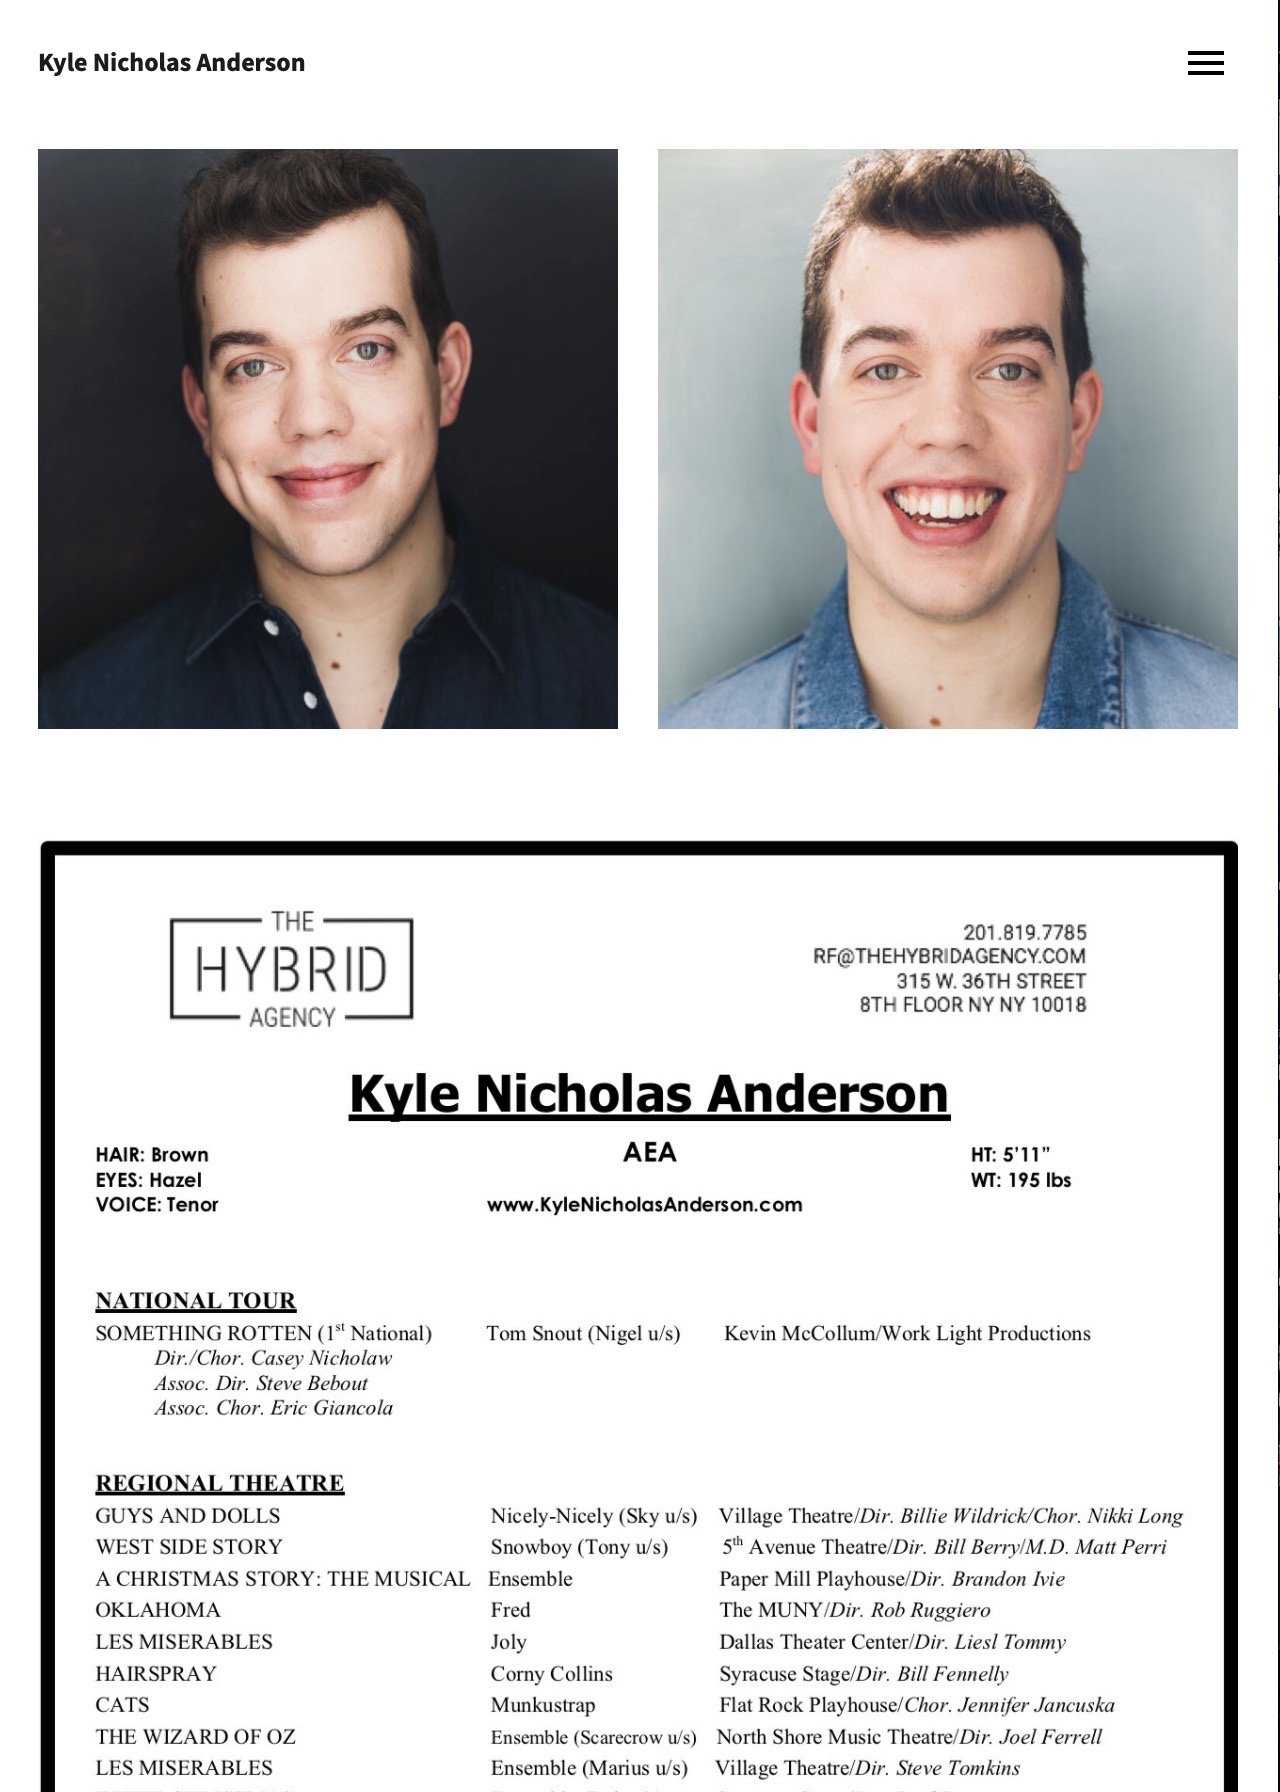 Kyle Nicholas Anderson
THE
HYBRID
AGENCY
201.819.7785
RF@THEHYBRIDAGENCY.COM
315 W. 36TH STREET
8TH FLOOR NY NY 10018
Kyle Nicholas Anderson
HAIR: Brown AEA HT: 5’11”
EYES: Hazel WT: 195 lbs
VOICE: Tenor www.KyleNicholasAnderson.com
NATIONAL TOUR
SOMETHING ROTTEN (1st National) Tom Snout (Nigel u/s) Kevin McCollum/Work Light Productions
Dir./Chor. Casey Nicholaw
Assoc. Dir. Steve Bebout
Assoc. Chor. Eric Giancola
REGIONAL THEATRE
GUYS AND DOLLS Nicely-Nicely (Sky u/s) Village Theatre/Dir. Billie Wildrick/Chor. Nikki Long
WEST SIDE STORY Snowboy (Tony u/s) 5th Avenue Theatre/Dir. Bill Berry/M.D. Matt Perri
A CHRISTMAS STORY: THE MUSICAL Ensemble Paper Mill Playhouse/Dir. Brandon Ivie
OKLAHOMA Fred The MUNY/Dir. Rob Ruggiero
LES MISERABLES Joly Dallas Theater Center/Dir. Liesl Tommy
HAIRSPRAY Corny Collins Syracuse Stage/Dir. Bill Fennelly
CATS Munkustrap Flat Rock Playhouse/Chor. Jennifer Jancuska
THE WIZARD OF OZ Ensemble (Scarecrow u/s) North Shore Music Theatre/Dir. Joel Ferrell
LES MISERABLES Ensemble (Marius u/s) Village Theatre/Dir. Steve Tomkins